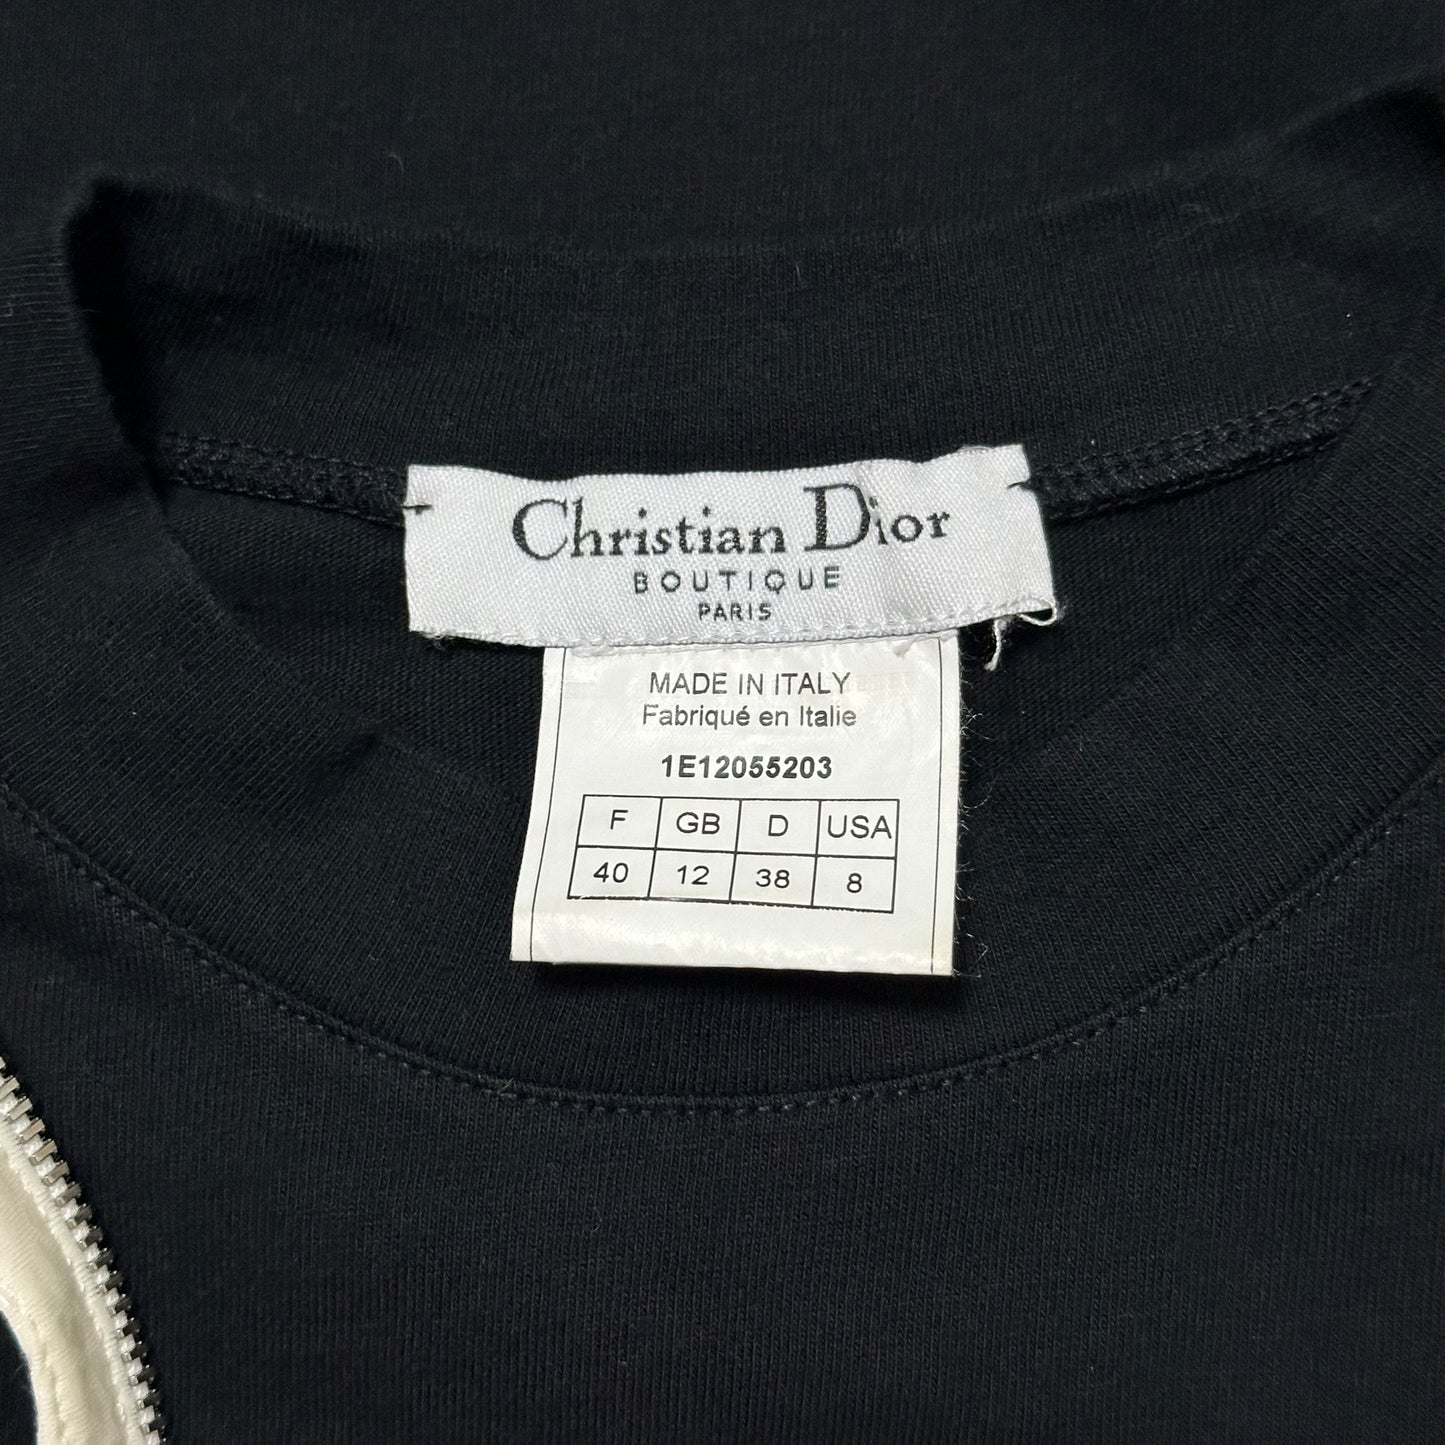 Christian Dior
BOUTIQUE
PARIS
MADE IN ITALY
Fabriqué en Italie
1E12055203
F GB D USA
40 12 38 8